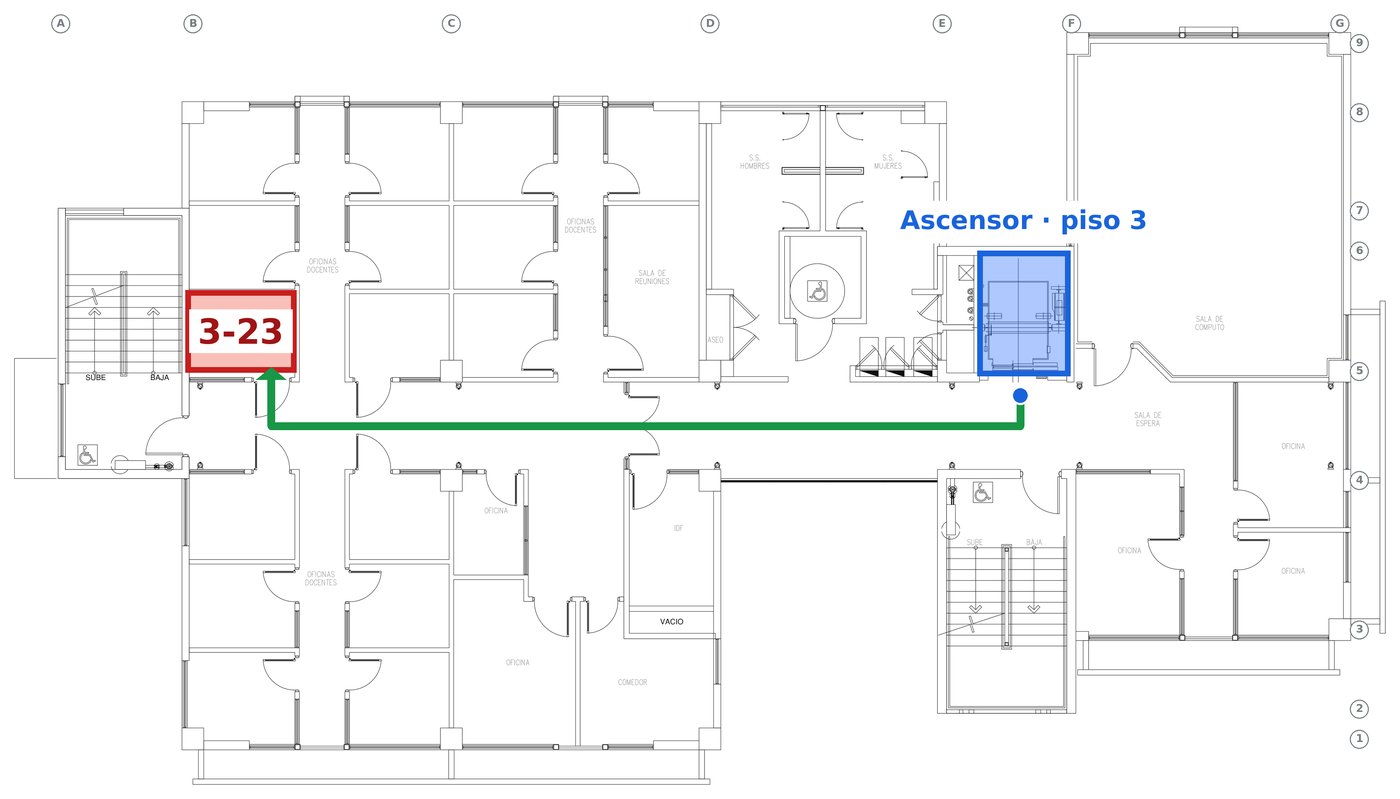 A
B
C
D
E
F
G
9
8
7
6
5
4
3
2
1
S.S.
HOMBRES
S.S.
MUJERES
Ascensor · piso 3
OFICINAS
DOCENTES
OFICINAS
DOCENTES
SALA DE
REUNIONES
3-23
ASEO
SALA DE
COMPUTO
SUBE
BAJA
SALA DE
ESPERA
OFICINA
OFICINA
IDF
SUBE
BAJA
OFICINA
OFICINA
OFICINAS
DOCENTES
VACIO
OFICINA
COMEDOR